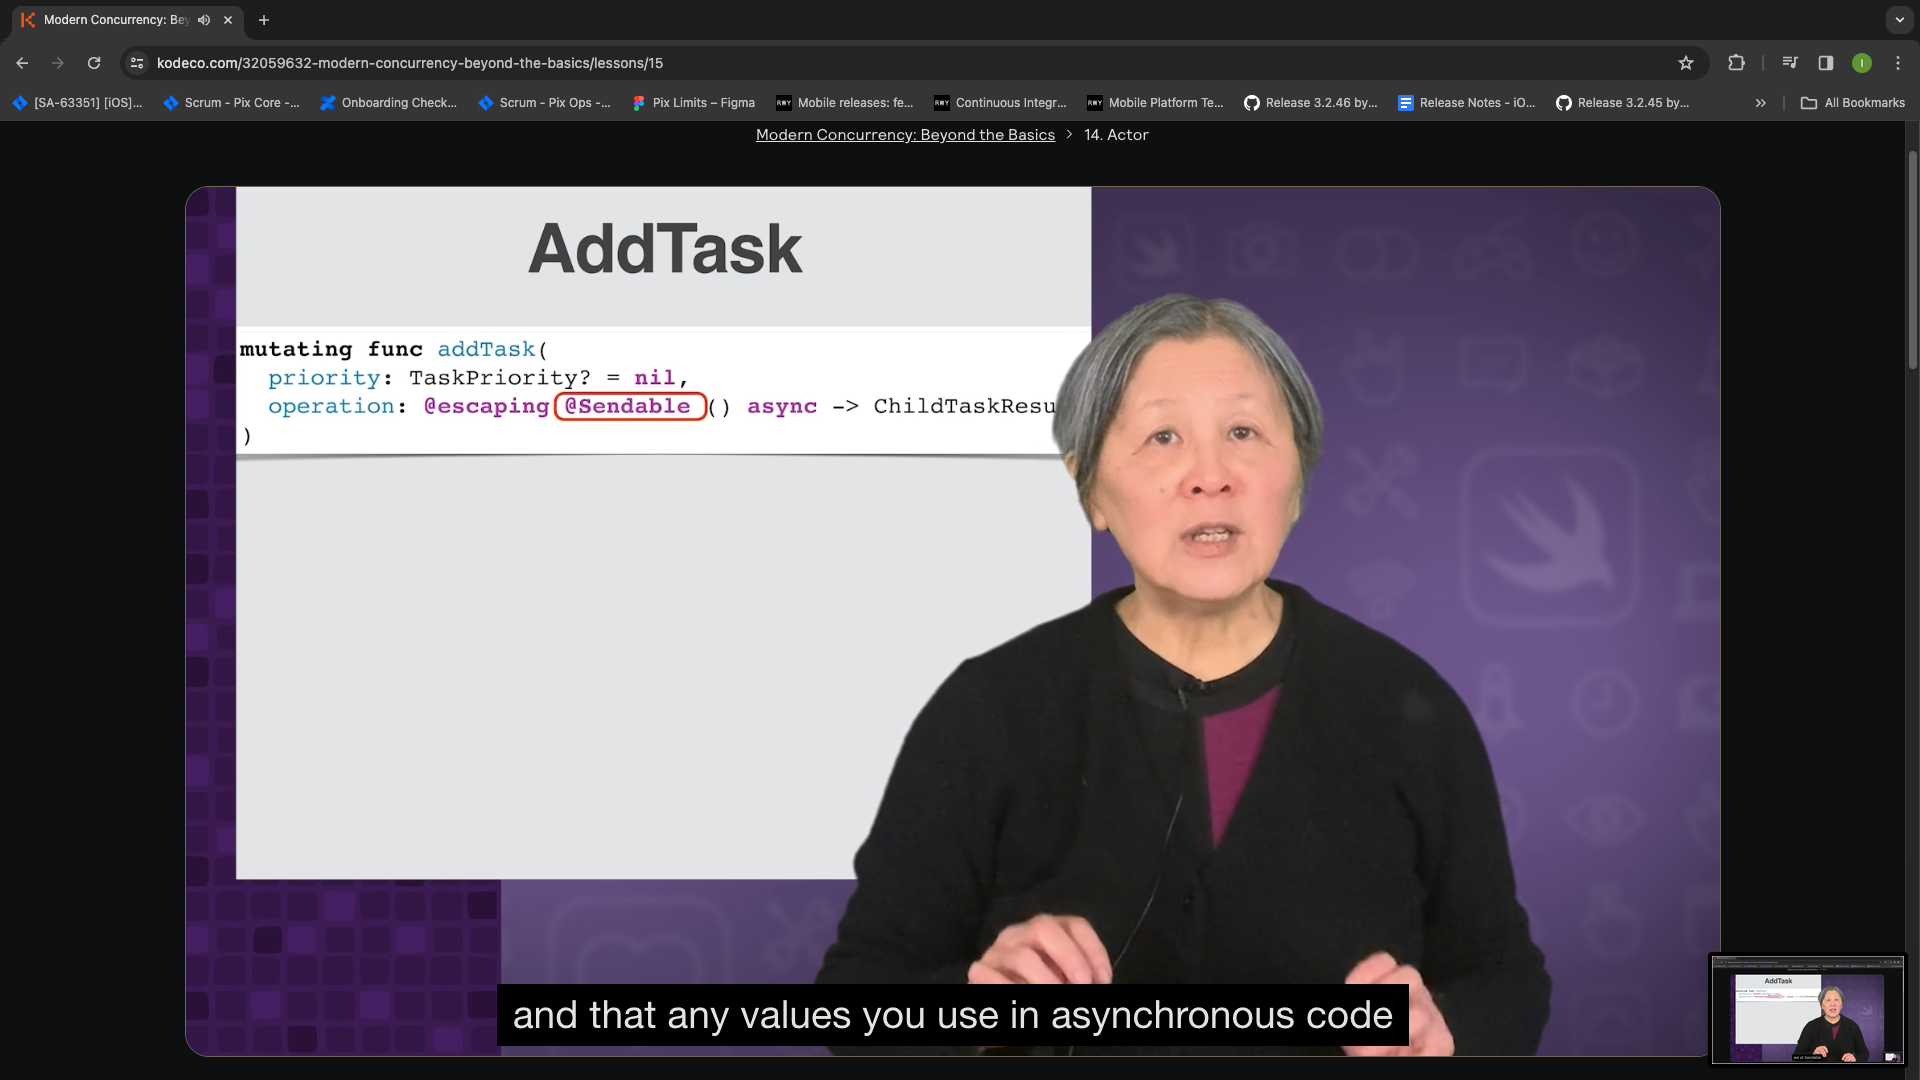 Modern Concurrency: Bey
kodeco.com/32059632-modern-concurrency-beyond-the-basics/lessons/15
[SA-63351] [iOS]...
Scrum - Pix Core -...
Onboarding Check...
Scrum - Pix Ops -...
Pix Limits – Figma
RWY Mobile releases: fe...
RWY Continuous Integr...
RWY Mobile Platform Te...
Release 3.2.46 by...
Release Notes - iO...
Release 3.2.45 by...
» All Bookmarks
I
Modern Concurrency: Beyond the Basics > 14. Actor
AddTask
mutating func addTask(
priority: TaskPriority? = nil,
operation: @escaping @Sendable () async -> ChildTaskResu
)
and that any values you use in asynchronous code
AddTask